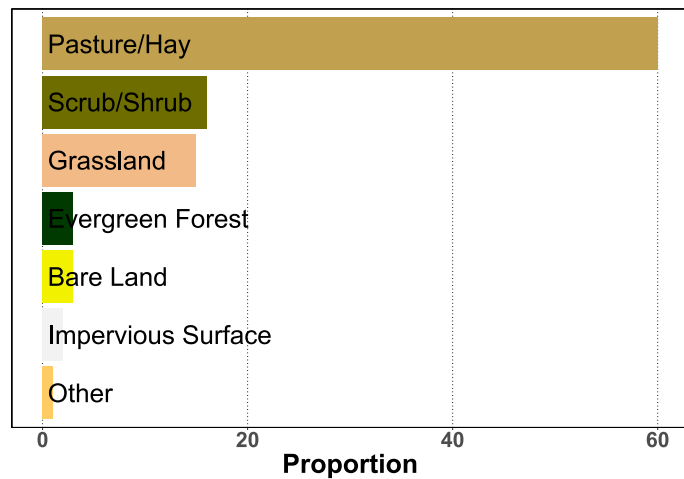 Pasture/Hay
Scrub/Shrub
Grassland
Evergreen Forest
Bare Land
Impervious Surface
Other
0 20 40 60
Proportion